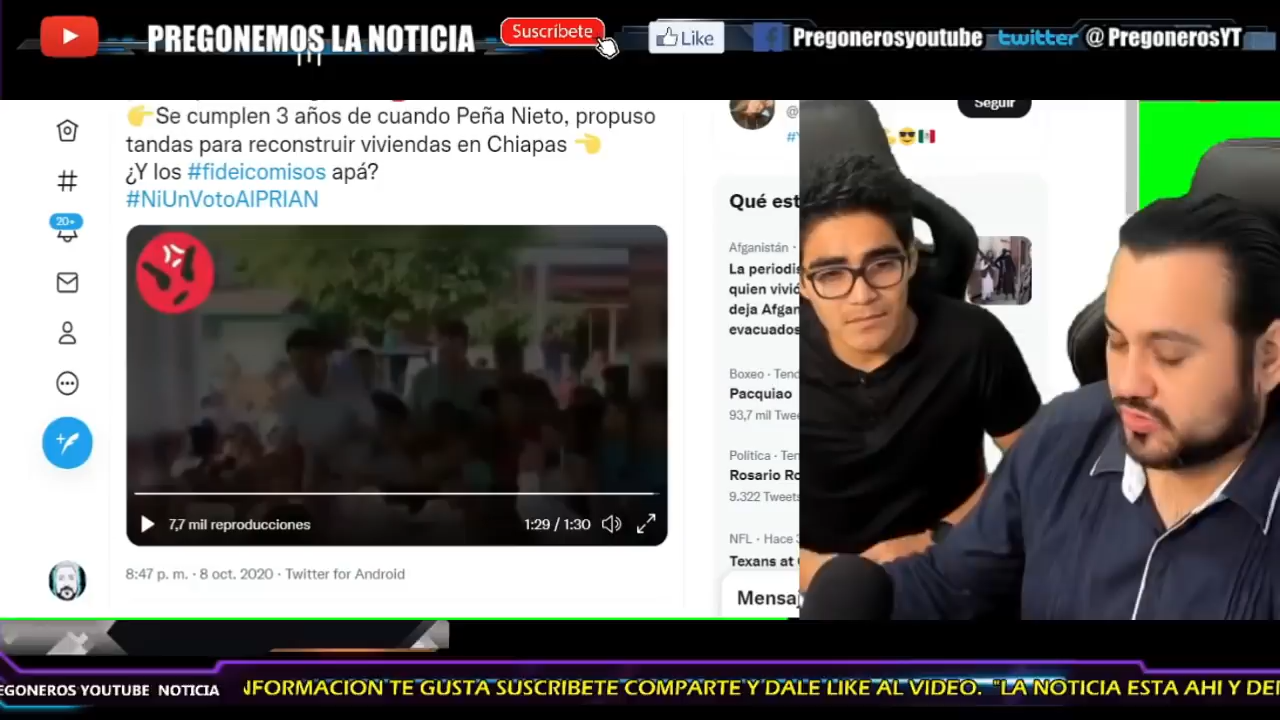 PREGONEMOS LA NOTICIA
Suscríbete
Like
Pregonerosyoutube
twitter @PregonerosYT
👉Se cumplen 3 años de cuando Peña Nieto, propuso
tandas para reconstruir viviendas en Chiapas 👈
¿Y los #fideicomisos apá?
#NiUnVotoAlPRIAN
20+
7,7 mil reproducciones
1:29 / 1:30
8:47 p. m. · 8 oct. 2020 · Twitter for Android
Seguir
Qué est
Afganistán ·
La periodis
quien vivió
deja Afgan
evacuados
Boxeo · Tend
Pacquiao
93,7 mil Twee
Política · Ten
Rosario Ro
9.322 Tweets
NFL · Hace 3
Texans at
Mensaj
EGONEROS YOUTUBE NOTICIA
NFORMACION TE GUSTA SUSCRIBETE COMPARTE Y DALE LIKE AL VIDEO. "LA NOTICIA ESTA AHI Y DE